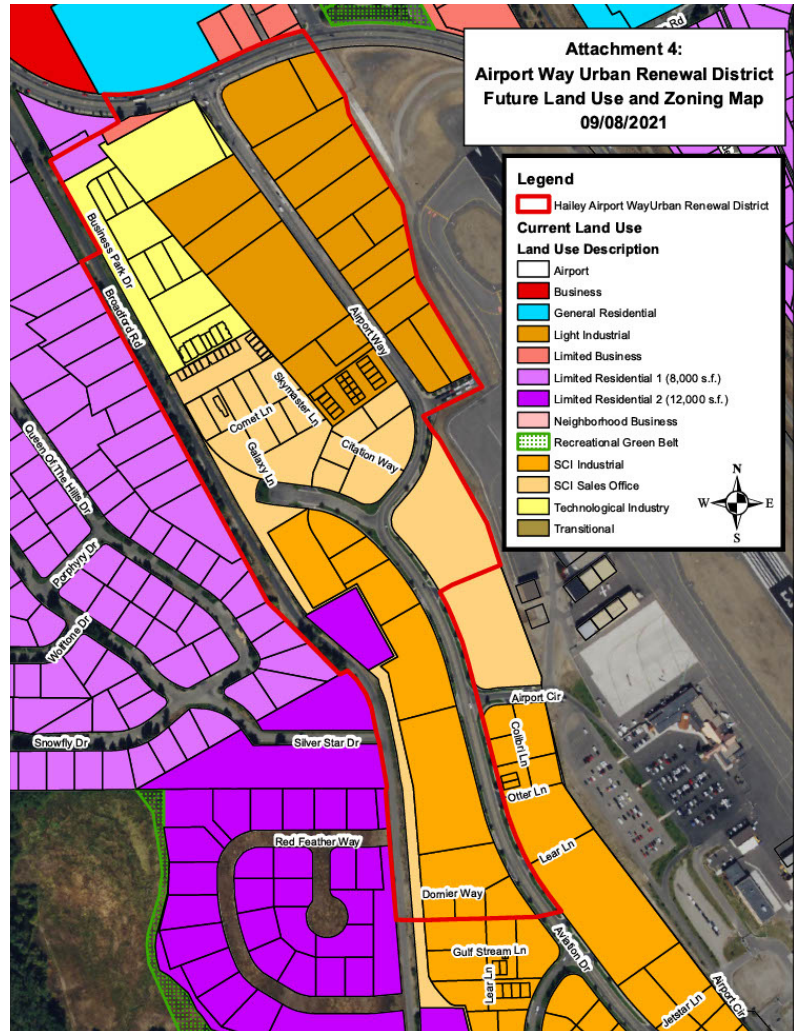 Attachment 4:
Airport Way Urban Renewal District
Future Land Use and Zoning Map
09/08/2021
Rd
Legend
Hailey Airport WayUrban Renewal District
Current Land Use
Land Use Description
Airport
Business
General Residential
Light Industrial
Limited Business
Limited Residential 1 (8,000 s.f.)
Limited Residential 2 (12,000 s.f.)
Neighborhood Business
Recreational Green Belt
SCI Industrial
SCI Sales Office
Technological Industry
Transitional
N
W
E
S
Business Park Dr
Broadford Rd
Airport Way
Skymaster Ln
Comet Ln
Citation Way
Galaxy Ln
Queen Of The Hills Dr
Porphyry Dr
Wolftone Dr
Snowfly Dr
Silver Star Dr
Airport Cir
Colibri Ln
Otter Ln
Lear Ln
Red Feather Way
Dornier Way
Aviation Dr
Gulf Stream Ln
Lear Ln
Jetstar Ln
Airport Cir